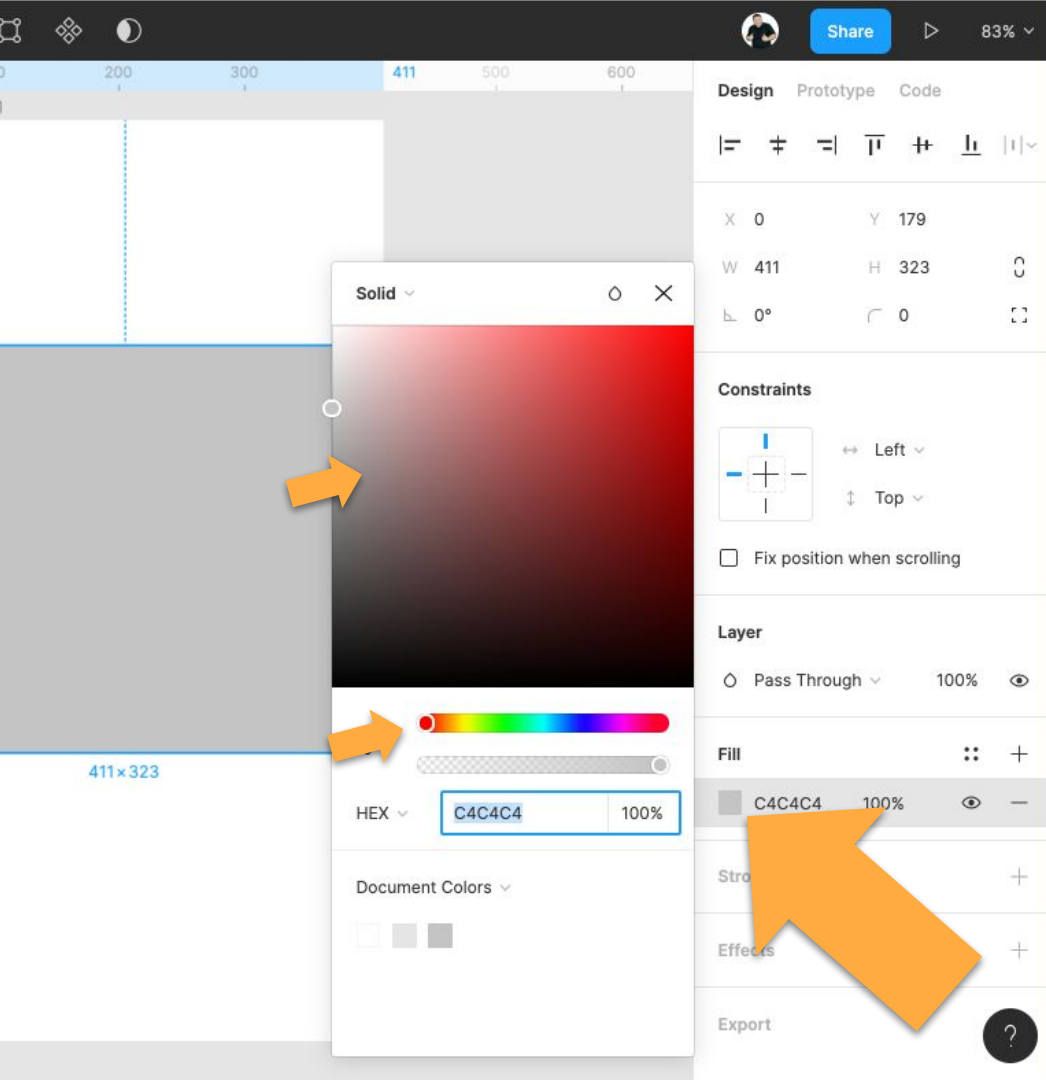 Share
83%
200 300 411 500 600
Design Prototype Code
X 0 Y 179
W 411 H 323
0° 0
Constraints
Left
Top
Fix position when scrolling
Layer
Pass Through 100%
Fill
C4C4C4 100%
Stro
Effects
Export
?
Solid
HEX C4C4C4 100%
Document Colors
411×323